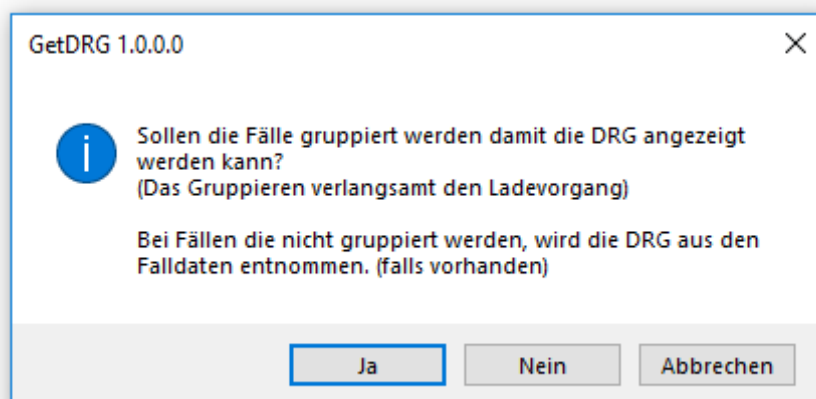 GetDRG 1.0.0.0
Sollen die Fälle gruppiert werden damit die DRG angezeigt
werden kann?
(Das Gruppieren verlangsamt den Ladevorgang)
Bei Fällen die nicht gruppiert werden, wird die DRG aus den
Falldaten entnommen. (falls vorhanden)
Ja
Nein
Abbrechen